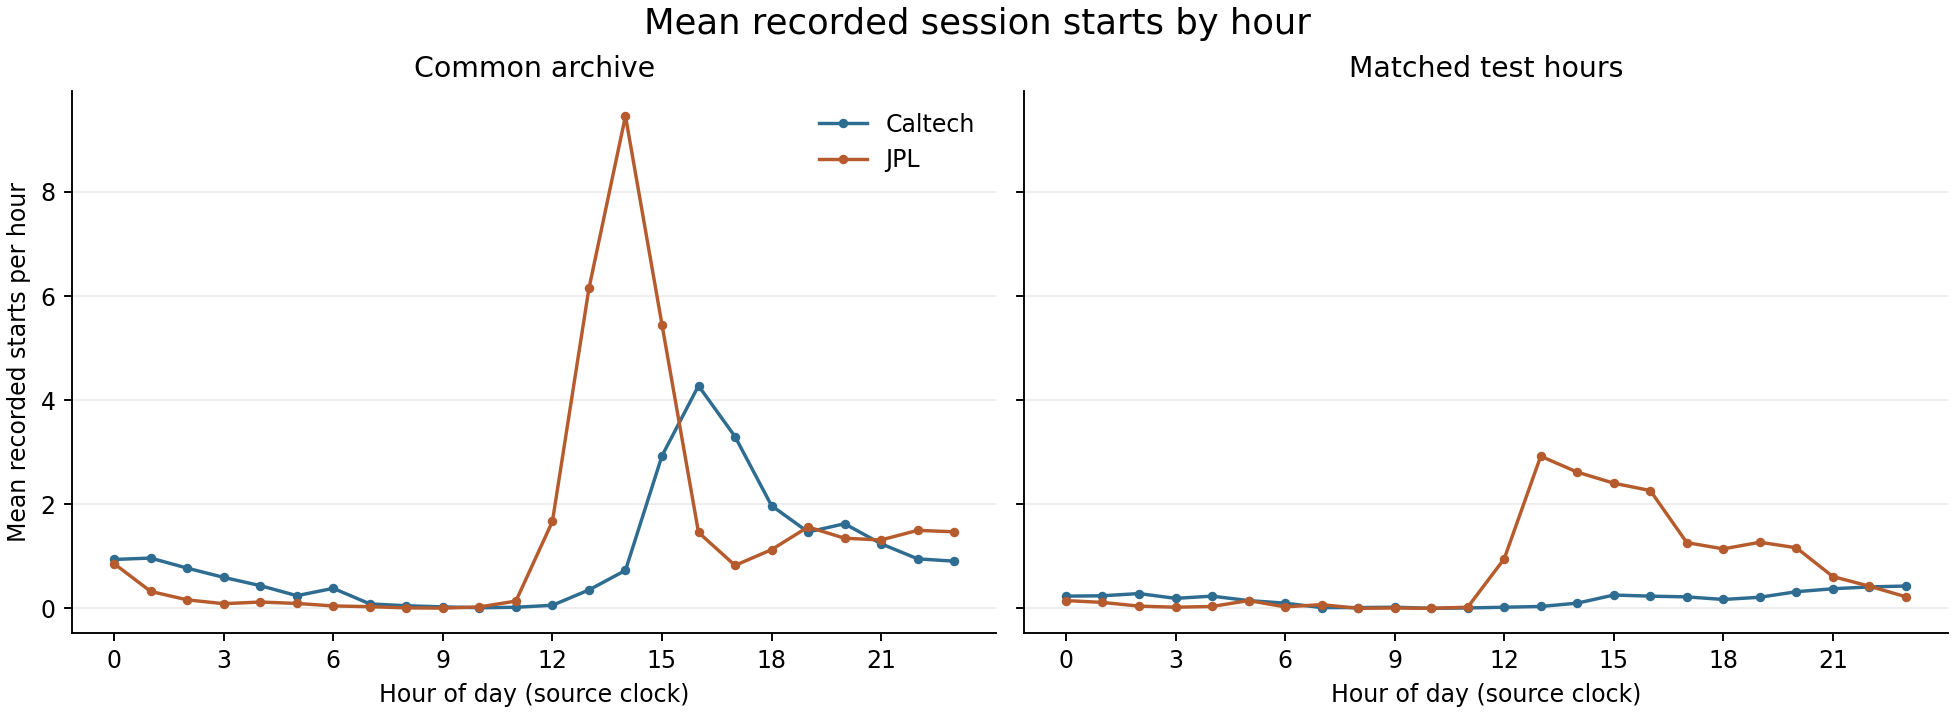 Mean recorded session starts by hour
Common archive
Matched test hours
Caltech
JPL
Mean recorded starts per hour
8
6
4
2
0
0 3 6 9 12 15 18 21
0 3 6 9 12 15 18 21
Hour of day (source clock)
Hour of day (source clock)